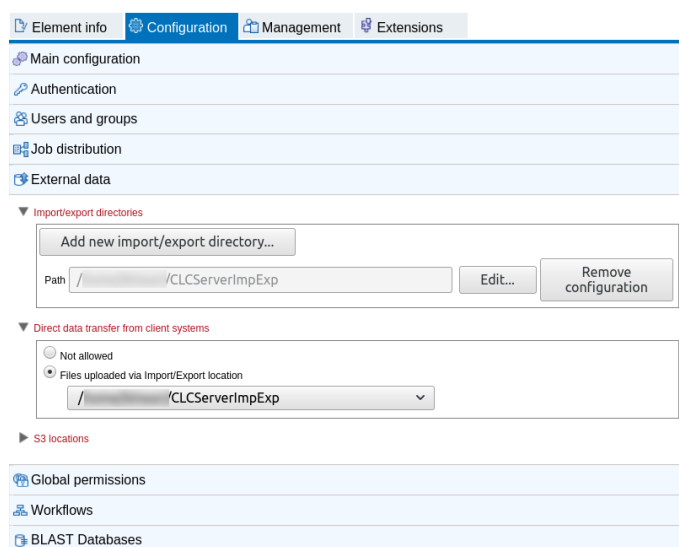 Element info Configuration Management Extensions
Main configuration
Authentication
Users and groups
Job distribution
External data
Import/export directories
Add new import/export directory...
Path / /CLCServerImpExp Edit... Remove configuration
Direct data transfer from client systems
Not allowed
Files uploaded via Import/Export location
/ /CLCServerImpExp
S3 locations
Global permissions
Workflows
BLAST Databases